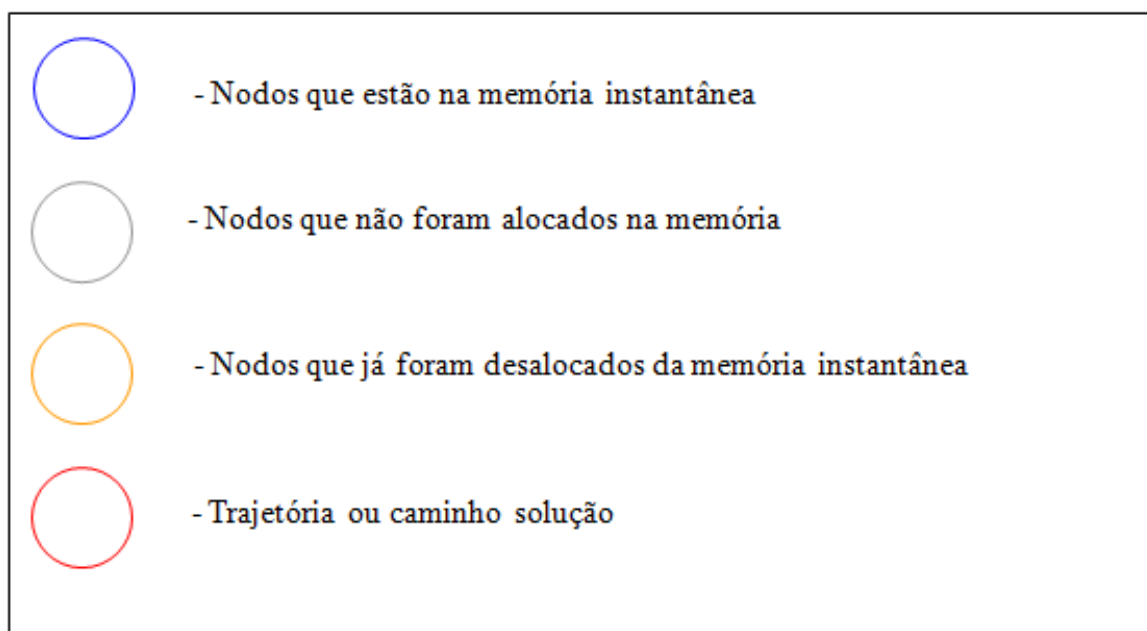 - Nodos que estão na memória instantânea
- Nodos que não foram alocados na memória
- Nodos que já foram desalocados da memória instantânea
- Trajetória ou caminho solução